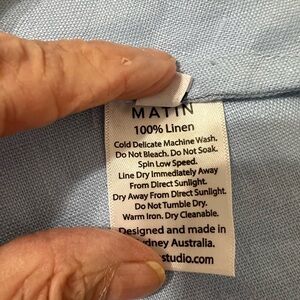 MATIN
100% Linen
Cold Delicate Machine Wash.
Do Not Bleach. Do Not Soak.
Spin Low Speed.
Line Dry Immediately Away
From Direct Sunlight.
Dry Away From Direct Sunlight.
Do Not Tumble Dry.
Warm Iron. Dry Cleanable.
Designed and made in
ydney Australia.
studio.com